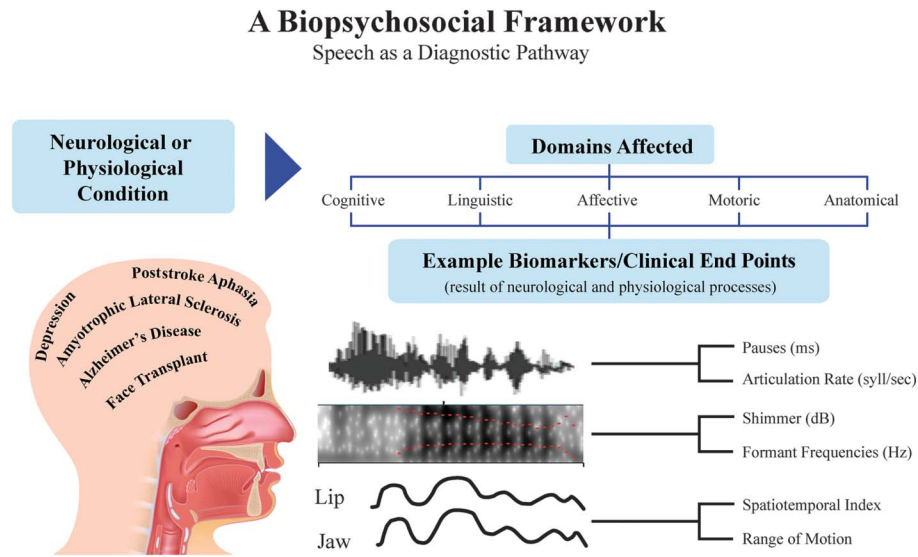 A Biopsychosocial Framework
Speech as a Diagnostic Pathway
Neurological or
Physiological
Condition
Domains Affected
Cognitive
Linguistic
Affective
Motoric
Anatomical
Example Biomarkers/Clinical End Points
(result of neurological and physiological processes)
Depression
Poststroke Aphasia
Amyotrophic Lateral Sclerosis
Alzheimer's Disease
Face Transplant
Pauses (ms)
Articulation Rate (syll/sec)
Shimmer (dB)
Formant Frequencies (Hz)
Lip
Jaw
Spatiotemporal Index
Range of Motion